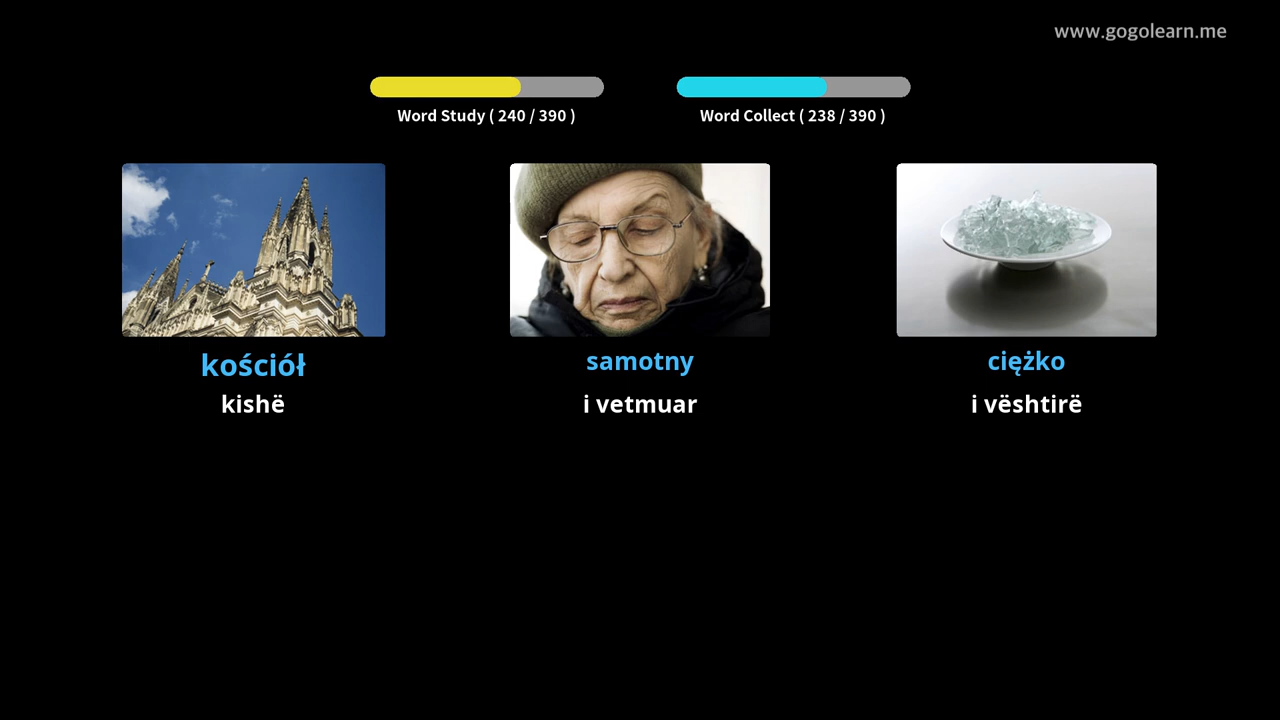 www.gogolearn.me
Word Study ( 240 / 390 )
Word Collect ( 238 / 390 )
kościół
samotny
ciężko
kishë
i vetmuar
i vështirë